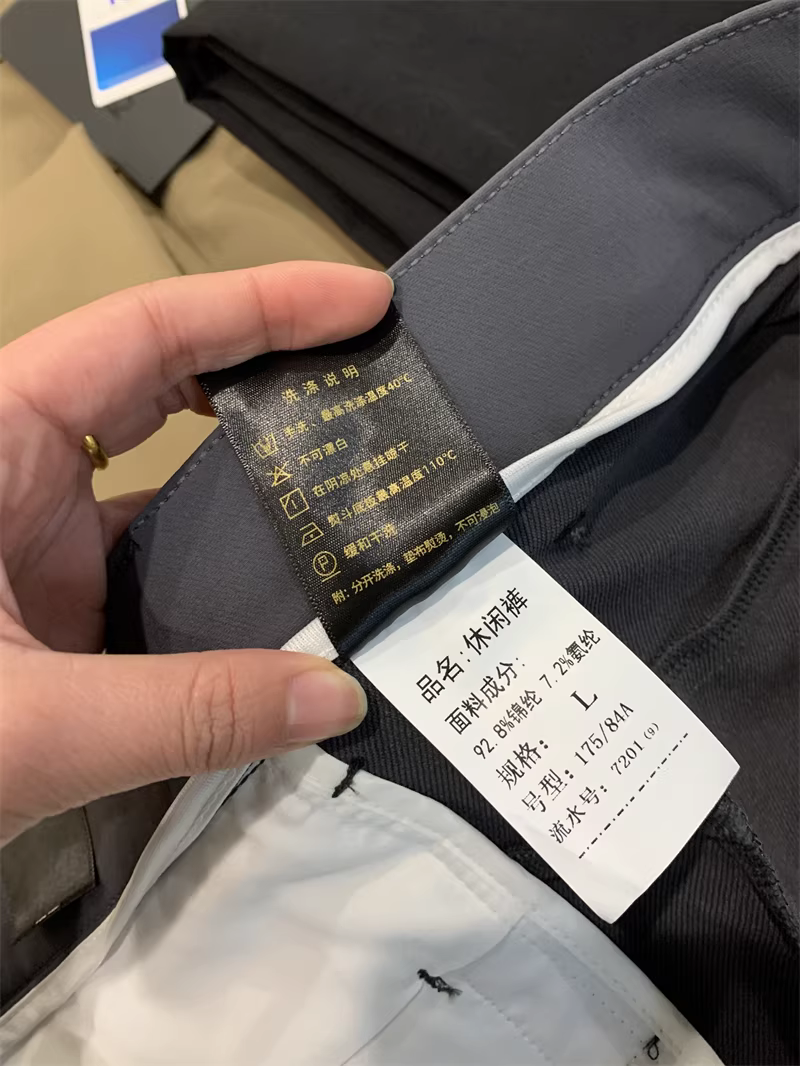 洗涤说明
手洗、最高洗涤温度40℃
不可漂白
在阴凉处悬挂晾干
熨斗底板最高温度110℃
P
缓和干洗
附: 分开洗涤, 垫布熨烫, 不可浸泡
品名: 休闲裤
面料成分:
92.8%锦纶 7.2%氨纶
规格: L
号型: 175/84A
流水号: 7201 (9)